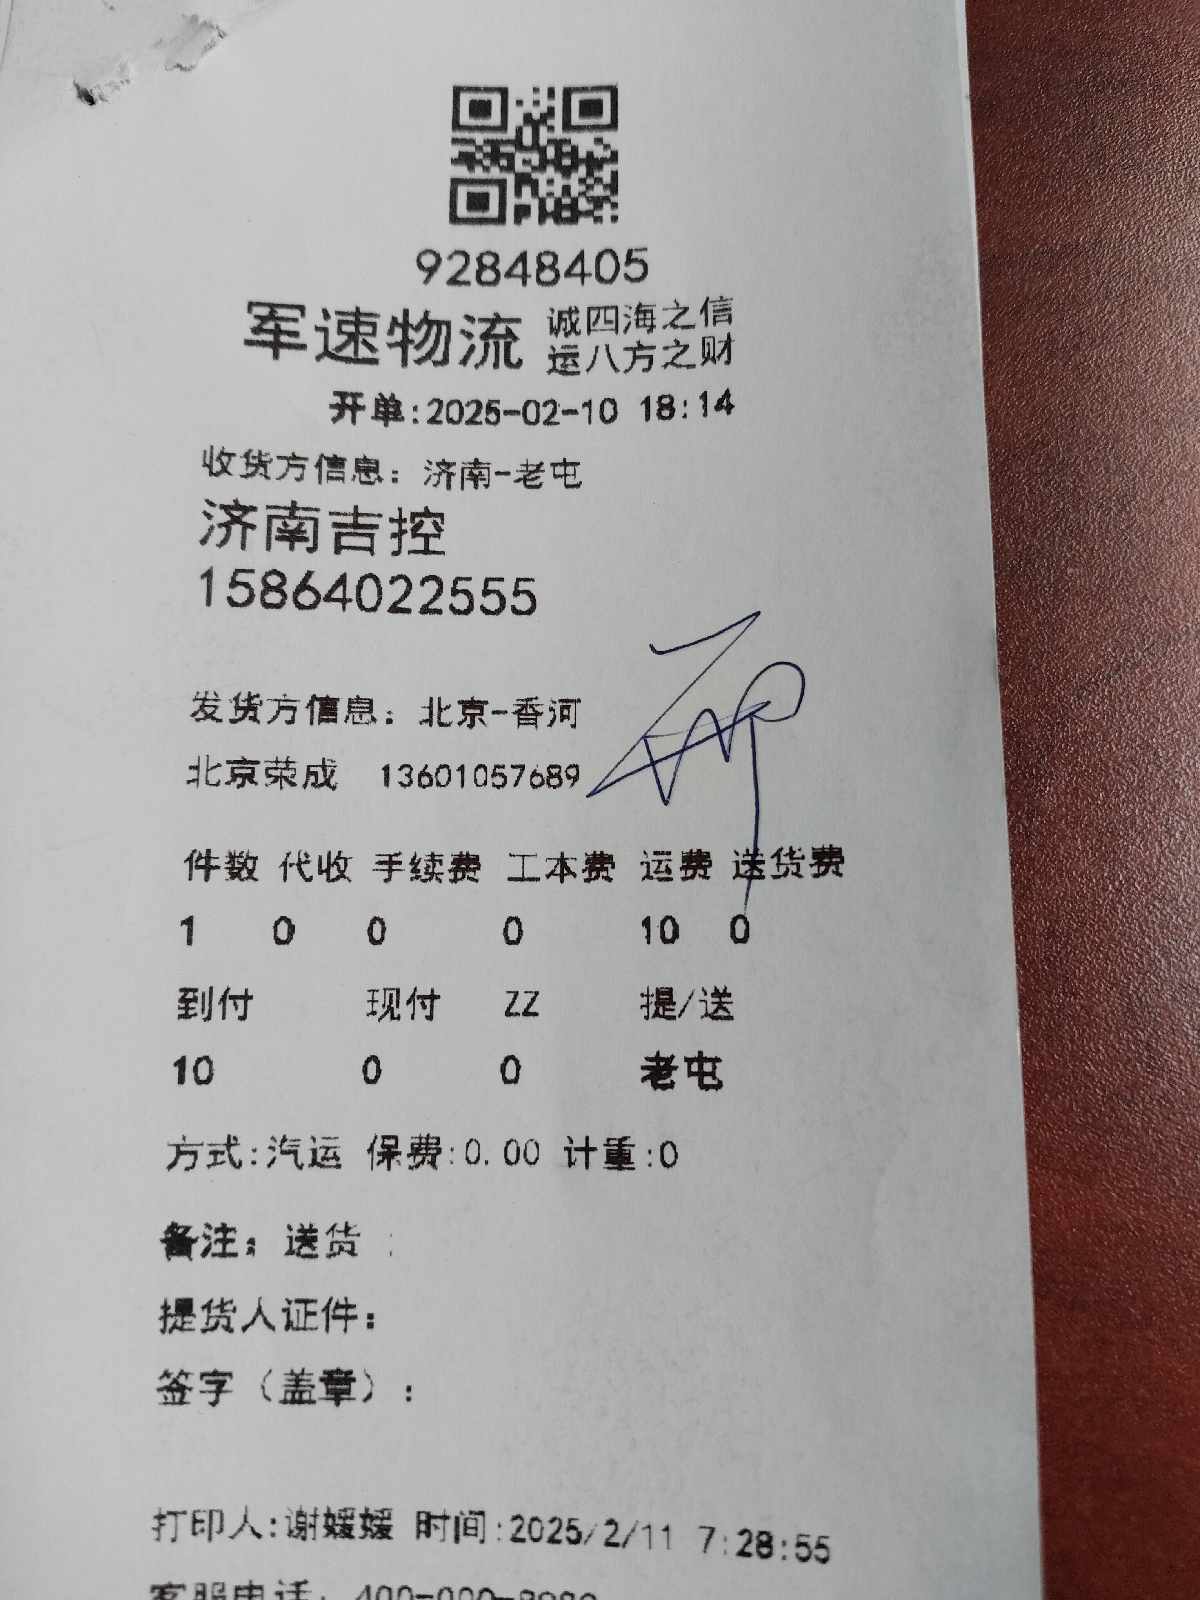 92848405
军速物流 诚四海之信
运八方之财
开单:2025-02-10 18:14
收货方信息：济南-老屯
济南吉控
15864022555
发货方信息：北京-香河
北京荣成 13601057689
件数 代收 手续费 工本费 运费 送货费
1 0 0 0 10 0
到付 现付 ZZ 提/送
10 0 0 老屯
方式:汽运 保费:0.00 计重:0
备注：送货 :
提货人证件：
签字（盖章）：
打印人:谢媛媛 时间:2025/2/11 7:28:55
客服电话：